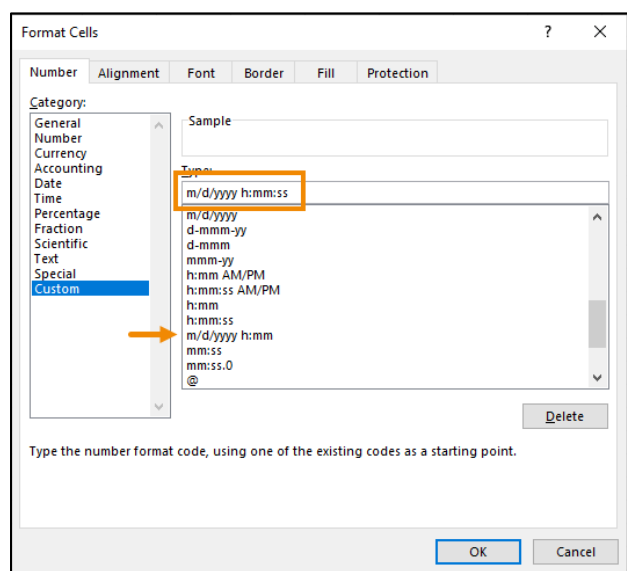 Format Cells ? ×
Number Alignment Font Border Fill Protection
Category:
General
Number
Currency
Accounting
Date
Time
Percentage
Fraction
Scientific
Text
Special
Custom
Sample
Type:
m/d/yyyy h:mm:ss
m/d/yyyy
d-mmm-yy
d-mmm
mmm-yy
h:mm AM/PM
h:mm:ss AM/PM
h:mm
h:mm:ss
m/d/yyyy h:mm
mm:ss
mm:ss.0
@
Delete
Type the number format code, using one of the existing codes as a starting point.
OK Cancel